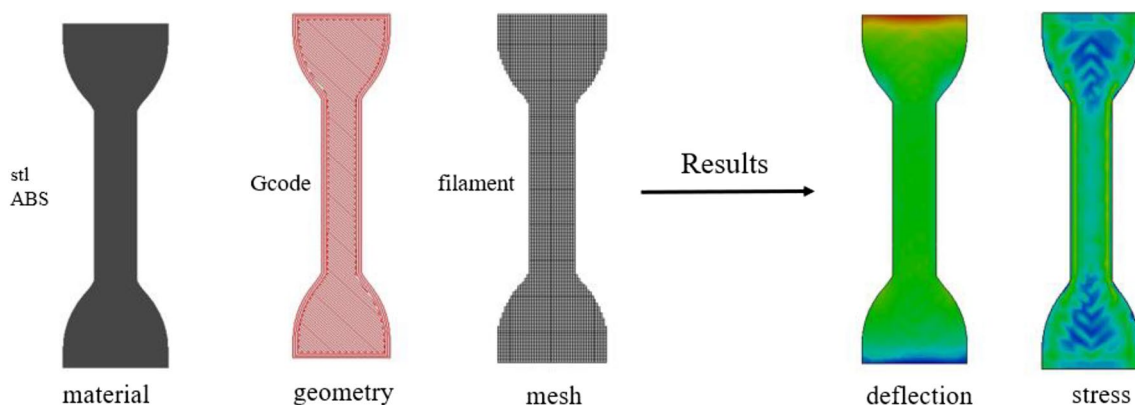 stl
ABS
Gcode
filament
Results
material
geometry
mesh
deflection
stress